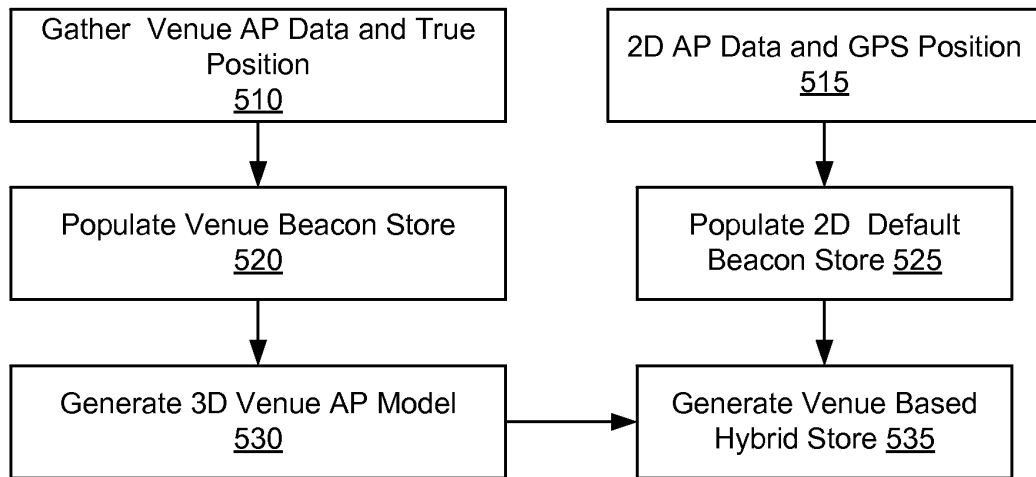 Gather Venue AP Data and True
Position
510
2D AP Data and GPS Position
515
Populate Venue Beacon Store
520
Populate 2D Default
Beacon Store 525
Generate 3D Venue AP Model
530
Generate Venue Based
Hybrid Store 535